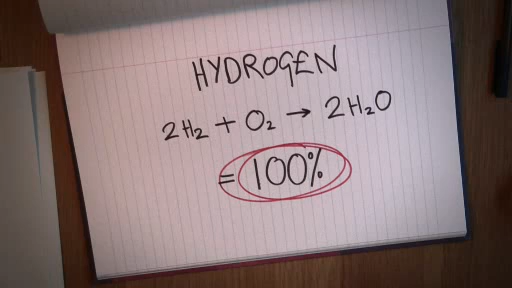 HYDROGEN
2H₂ + O₂ → 2H₂O
= 100%